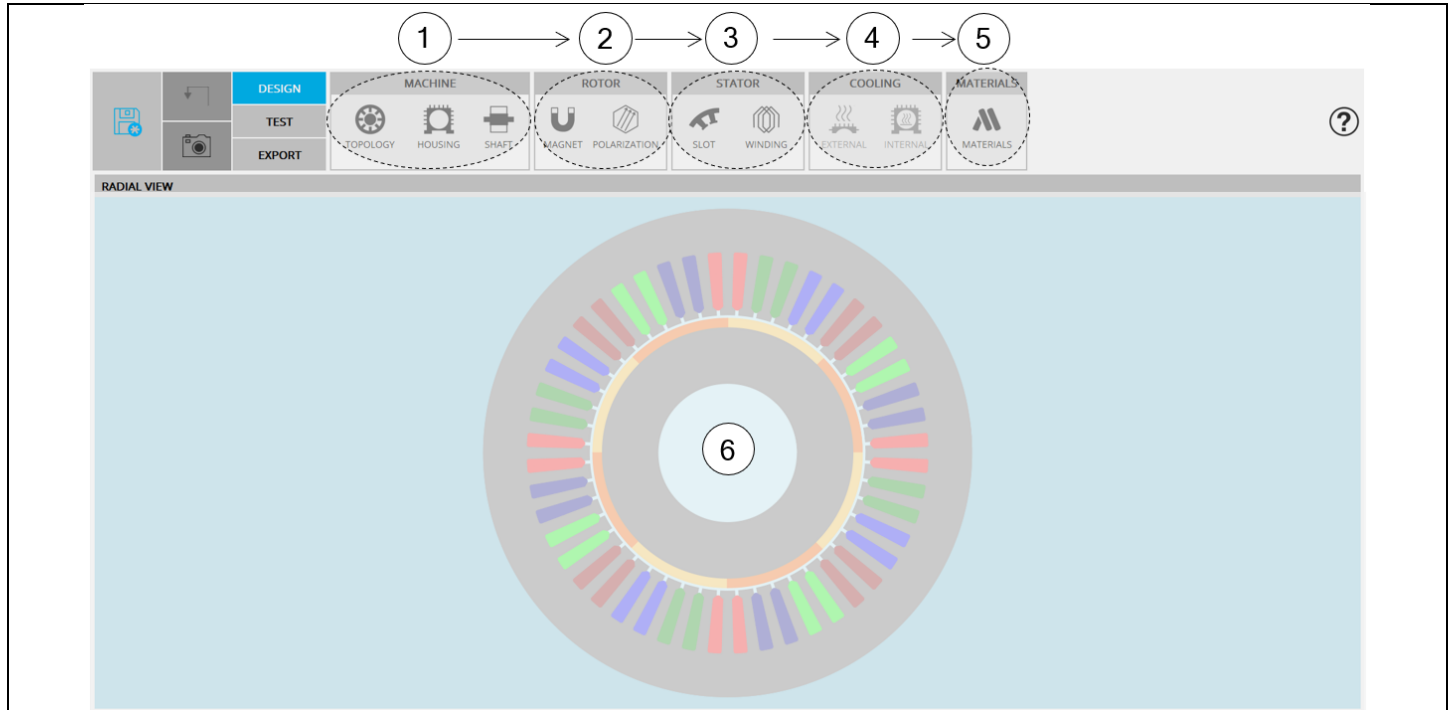 1 2 3 4 5
DESIGN MACHINE ROTOR STATOR COOLING MATERIALS
TEST
TOPOLOGY HOUSING SHAFT MAGNET POLARIZATION SLOT WINDING EXTERNAL INTERNAL MATERIALS
EXPORT
?
RADIAL VIEW
6